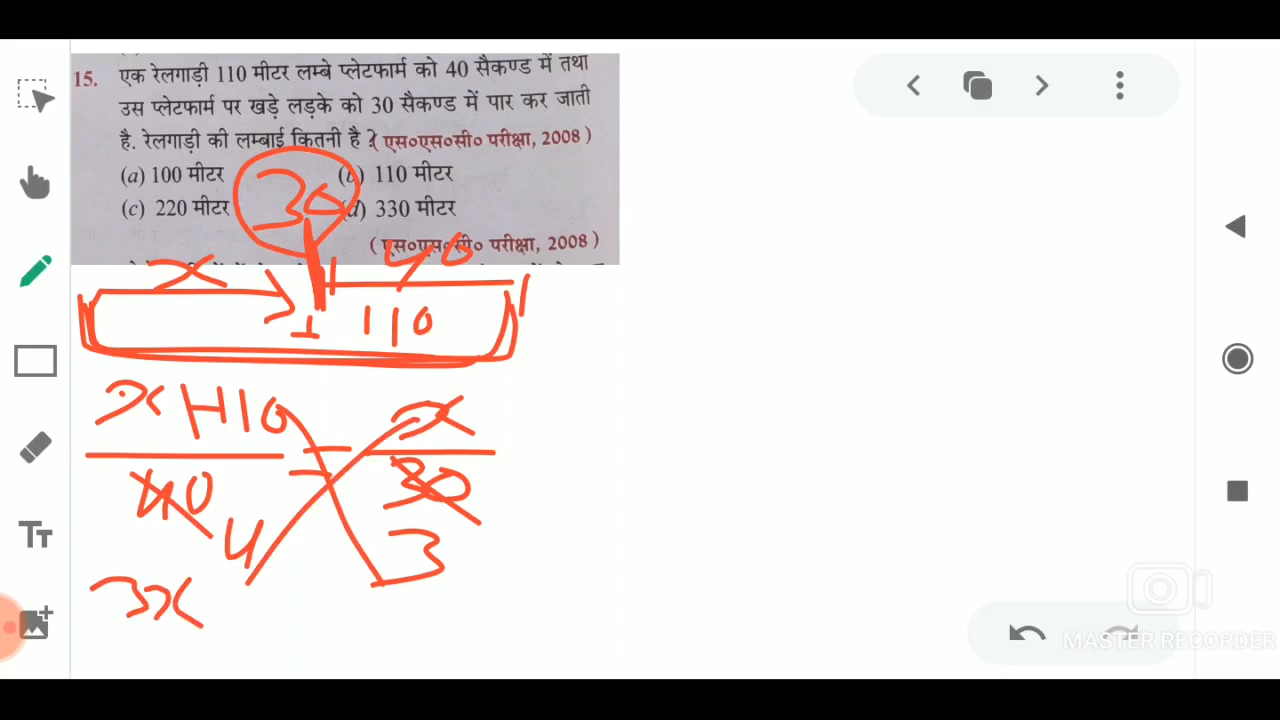 15. एक रेलगाड़ी 110 मीटर लम्बे प्लेटफार्म को 40 सैकण्ड में तथा
उस प्लेटफार्म पर खड़े लड़के को 30 सैकण्ड में पार कर जाती
है. रेलगाड़ी की लम्बाई कितनी है? (एस०एस०सी० परीक्षा, 2008)
(a) 100 मीटर (b) 110 मीटर
(c) 220 मीटर (d) 330 मीटर
(एस०एस०सी० परीक्षा, 2008)
30
x 40
110
x+110 = x
40 30
4 3
3x
Tт
MASTER RECORDER